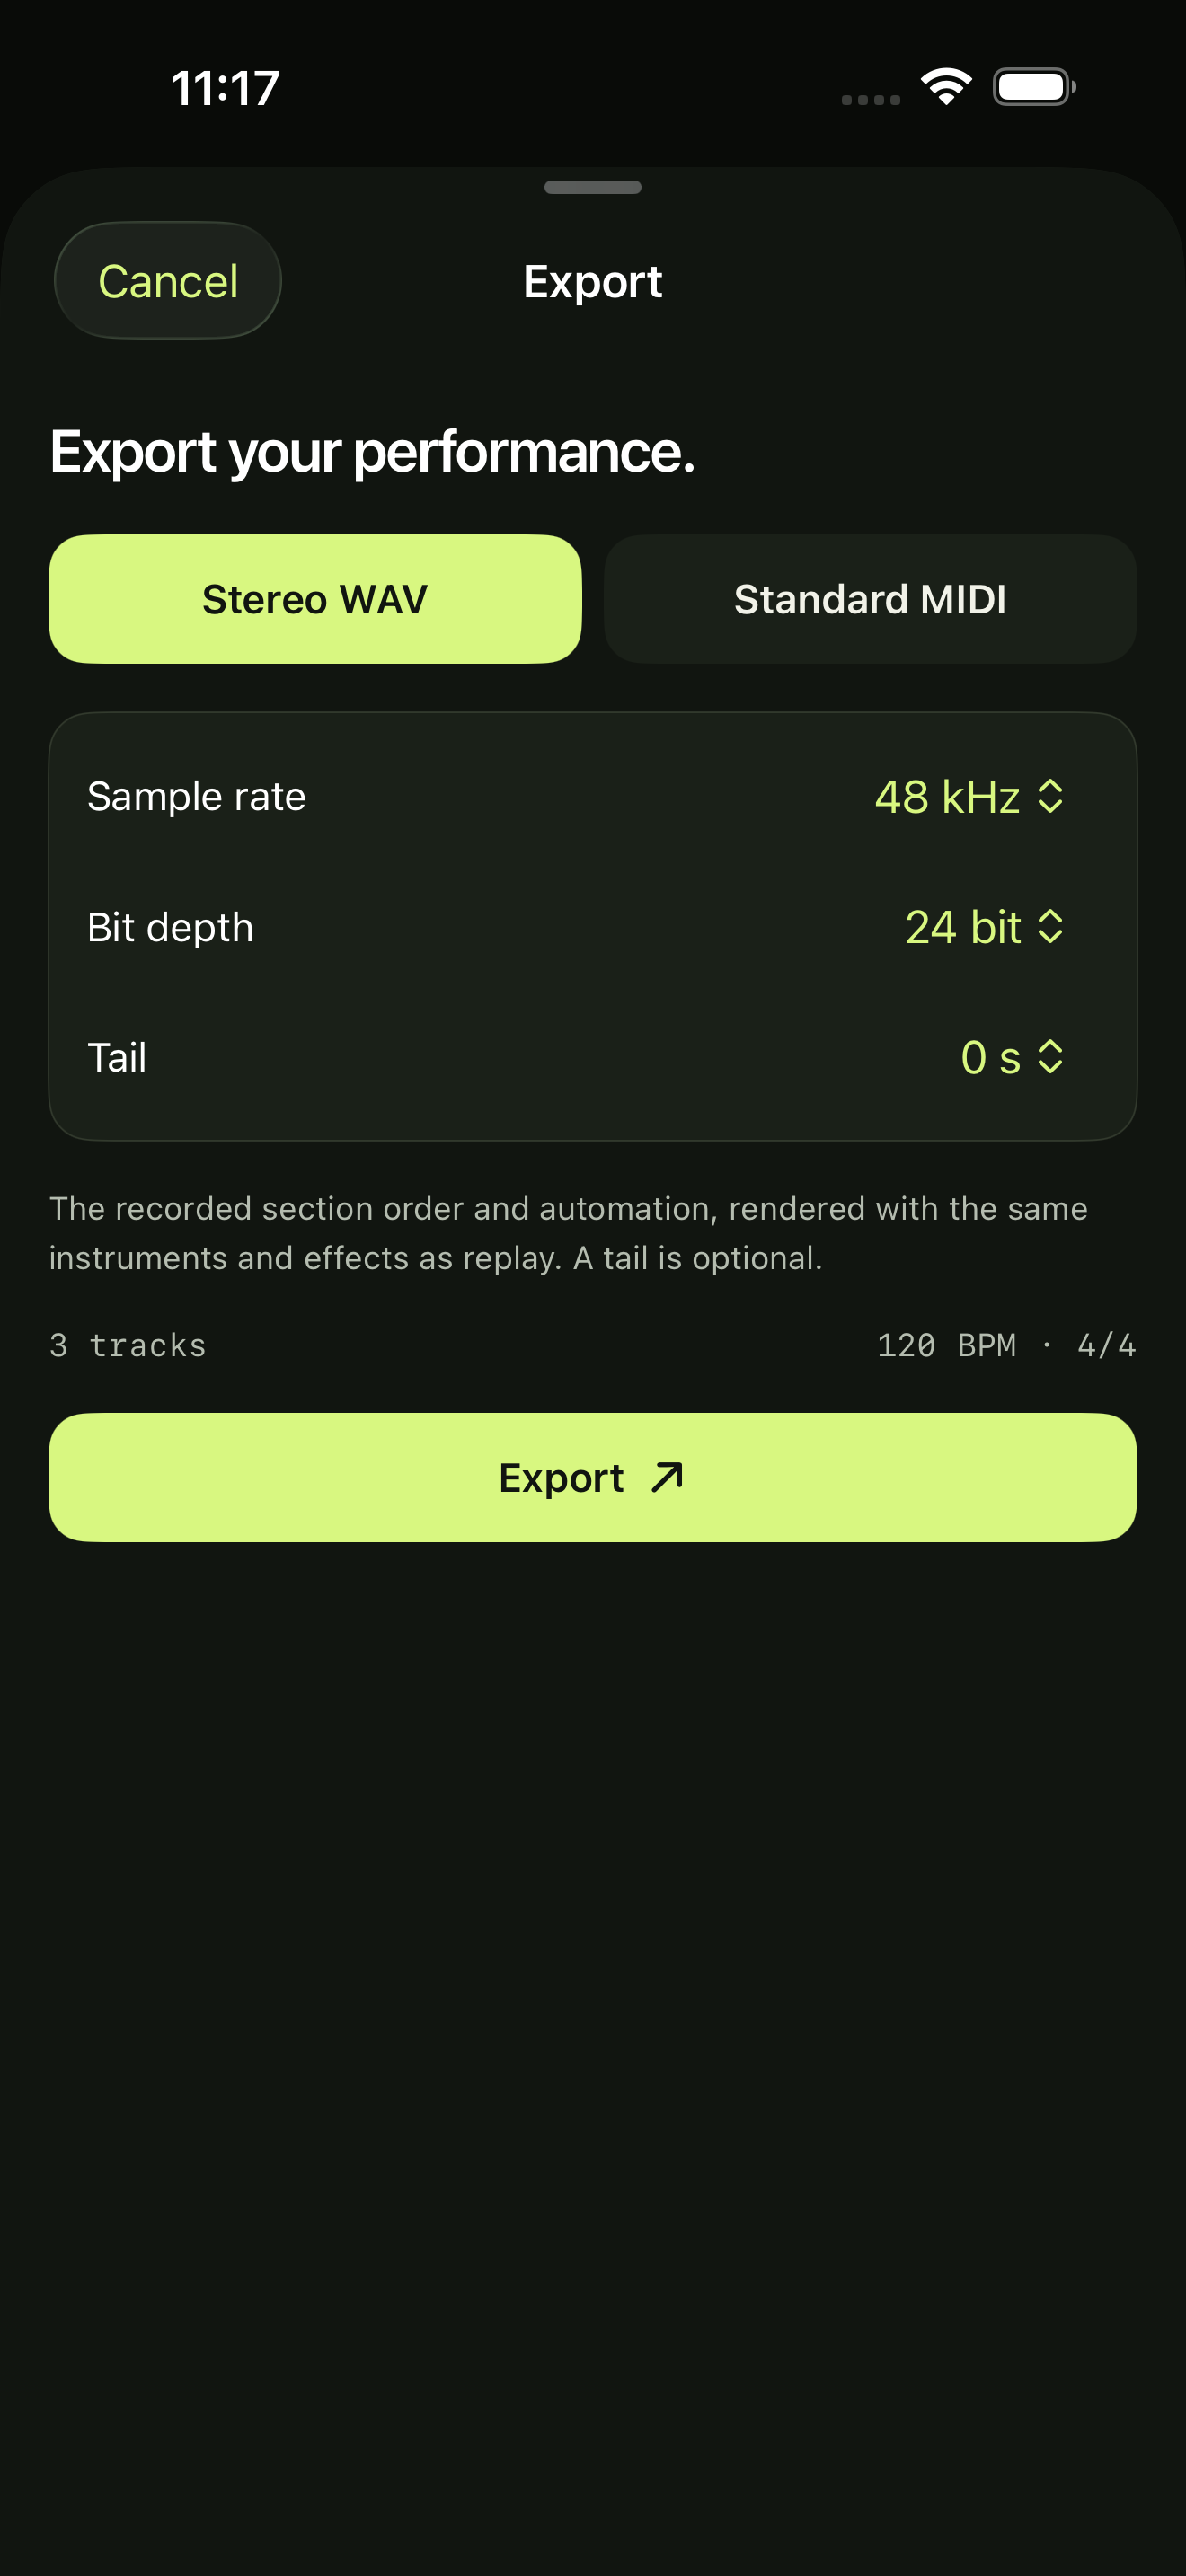 11:17
Cancel
Export
Export your performance.
Stereo WAV
Standard MIDI
Sample rate
48 kHz
Bit depth
24 bit
Tail
0 s
The recorded section order and automation, rendered with the same
instruments and effects as replay. A tail is optional.
3 tracks
120 BPM · 4/4
Export